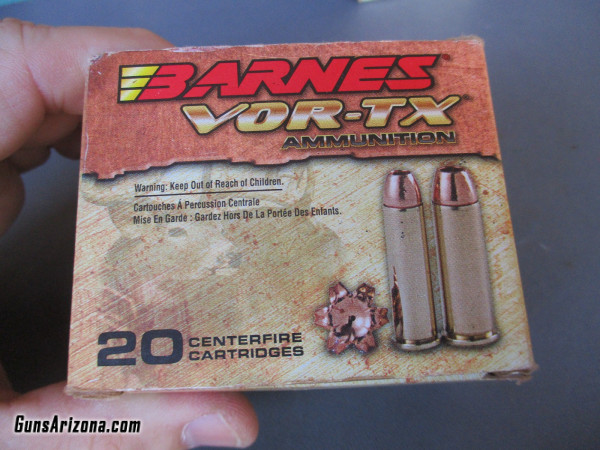 BARNES®
VOR-TX®
AMMUNITION
Warning: Keep Out of Reach of Children.
Cartouches À Percussion Centrale
Mise En Garde : Gardez Hors De La Portée Des Enfants.
20 CENTERFIRE
CARTRIDGES
GunsArizona.com